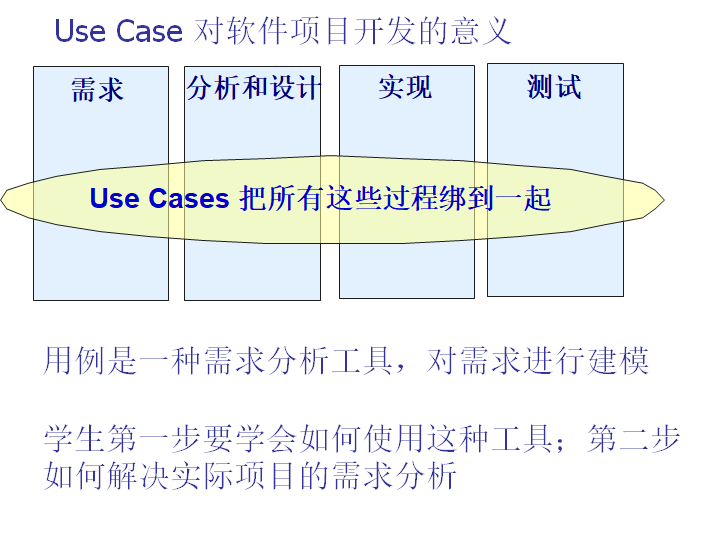 Use Case 对软件项目开发的意义
需求
分析和设计
实现
测试
Use Cases 把所有这些过程绑到一起
用例是一种需求分析工具，对需求进行建模
学生第一步要学会如何使用这种工具；第二步
如何解决实际项目的需求分析